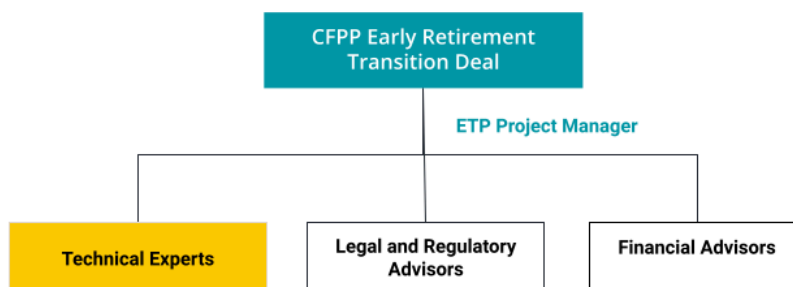 CFPP Early Retirement
Transition Deal
ETP Project Manager
Technical Experts
Legal and Regulatory
Advisors
Financial Advisors